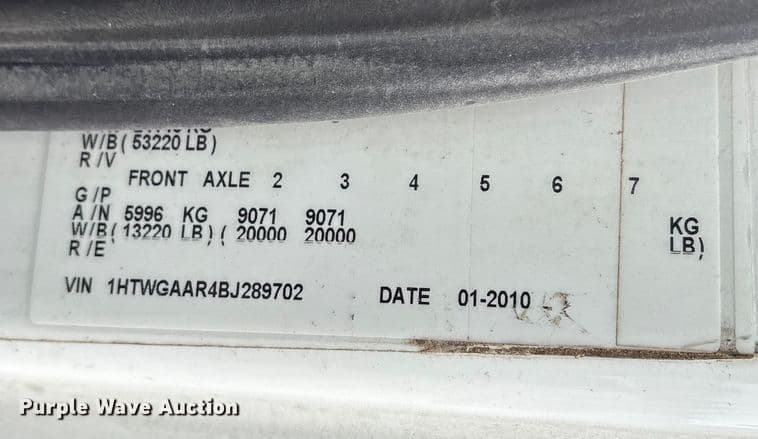 W/B ( 53220 LB )
R /V
FRONT AXLE 2 3 4 5 6 7
G /P
A /N 5996 KG 9071 9071 KG
W/B ( 13220 LB ) ( 20000 20000 LB )
R /E
VIN 1HTWGAAR4BJ289702 DATE 01-2010
Purple Wave Auction